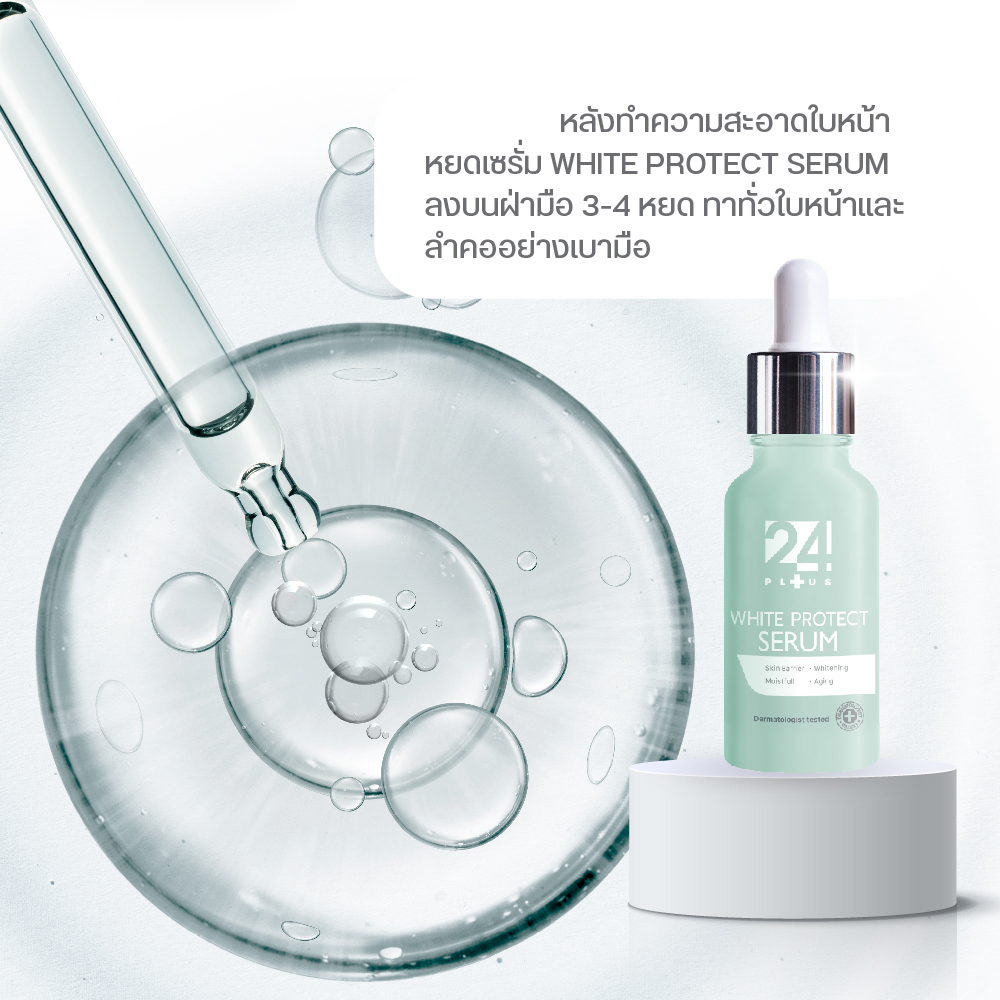 หลังทำความสะอาดใบหน้า
หยดเซรั่ม WHITE PROTECT SERUM
ลงบนฝ่ามือ 3-4 หยด ทาทั่วใบหน้าและ
ลำคออย่างเบามือ
24!
PLUS
WHITE PROTECT
SERUM
Skin Barrier • Whitening
Moistfull • Aging
Dermatologist tested